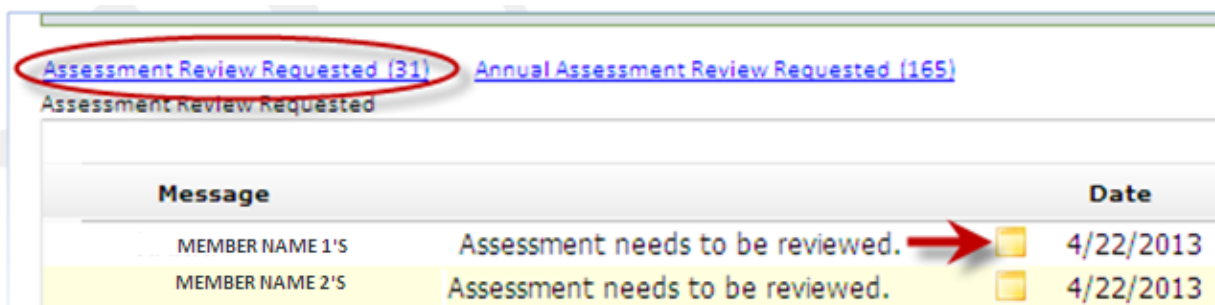 Assessment Review Requested (31) Annual Assessment Review Requested (165)
Assessment Review Requested
Message Date
MEMBER NAME 1'S Assessment needs to be reviewed. 4/22/2013
MEMBER NAME 2'S Assessment needs to be reviewed. 4/22/2013